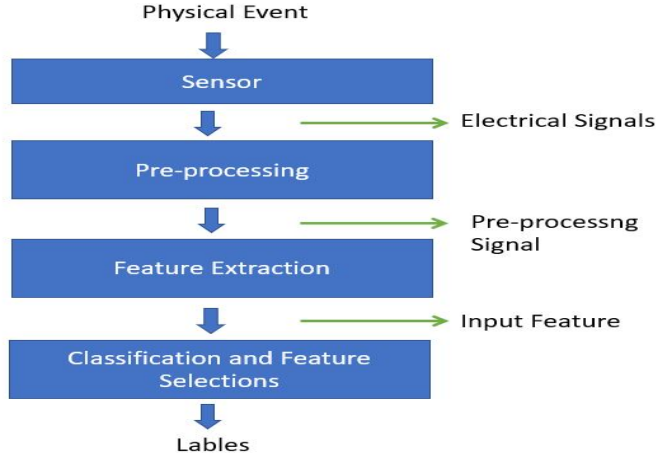 Physical Event
Sensor
Electrical Signals
Pre-processing
Pre-processng
Signal
Feature Extraction
Input Feature
Classification and Feature
Selections
Lables